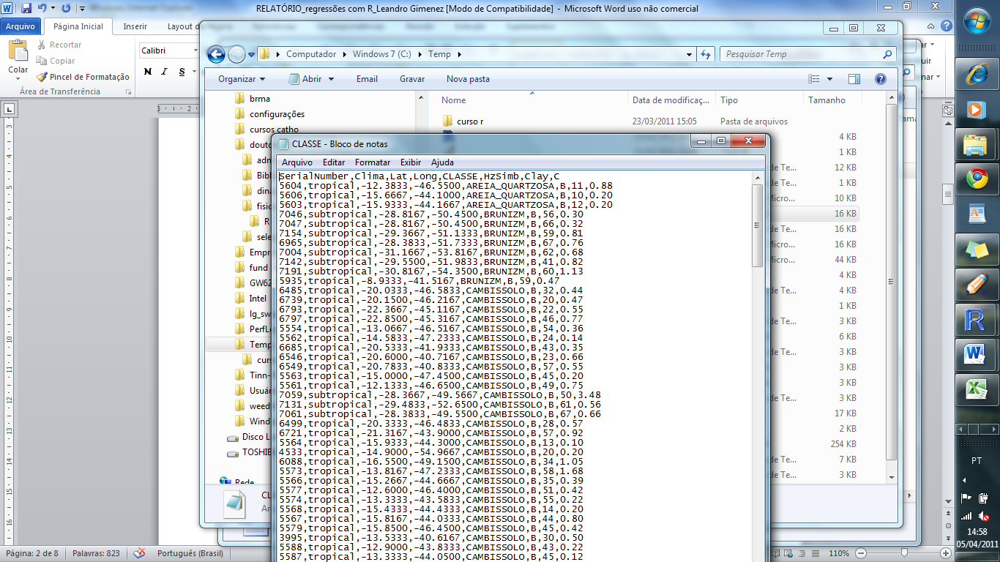 RELATÓRIO_regressões com R_Leandro Gimenez [Modo de Compatibilidade] - Microsoft Word uso não comercial
Arquivo Página Inicial Inserir Layout
Colar
Recortar
Copiar
Pincel de Formatação
Área de Transferência
Calibri
N I S
Computador Windows 7 (C:) Temp
Pesquisar Temp
Organizar Abrir Email Gravar Nova pasta
brma
configurações
cursos catho
Nome Data de modificaç... Tipo Tamanho
curso r 23/03/2011 15:05 Pasta de arquivos
4 KB
1 KB
de Te... 12 KB
de Te... 1 KB
Micro... 10 KB
16 KB
de Te... 16 KB
de Te... 16 KB
Micro... 44 KB
de Te... 4 KB
1 KB
de Te... 3 KB
6 KB
de Te... 3 KB
de Te... 3 KB
de Te... 3 KB
de Te... 17 KB
2 KB
254 KB
de Te... 7 KB
de Te... 3 KB
Intel
Rede
Disco L
TOSHIB
CLASSE - Bloco de notas
Arquivo Editar Formatar Exibir Ajuda
SerialNumber,Clima,Lat,Long,CLASSE,HzSimb,Clay,C
5604,tropical,-12.3833,-46.5500,AREIA_QUARTZOSA,B,11,0.88
5606,tropical,-15.6667,-44.1000,AREIA_QUARTZOSA,B,10,0.20
5603,tropical,-15.9333,-44.1667,AREIA_QUARTZOSA,B,12,0.20
7046,subtropical,-28.8167,-50.4500,BRUNIZM,B,56,0.30
7047,subtropical,-28.8167,-50.4500,BRUNIZM,B,66,0.32
7154,subtropical,-29.3667,-51.1333,BRUNIZM,B,59,0.81
6965,subtropical,-28.3833,-51.7333,BRUNIZM,B,67,0.76
7004,subtropical,-31.1667,-53.8167,BRUNIZM,B,62,0.68
7142,subtropical,-29.5500,-51.9833,BRUNIZM,B,41,0.82
7191,subtropical,-30.8167,-54.3500,BRUNIZM,B,60,1.13
5935,tropical,-8.9333,-41.5167,BRUNIZM,B,59,0.47
6485,tropical,-20.0333,-46.5833,CAMBISSOLO,B,32,0.44
6739,tropical,-20.1500,-46.2167,CAMBISSOLO,B,20,0.47
6793,tropical,-22.3667,-45.1167,CAMBISSOLO,B,22,0.55
6797,tropical,-22.8500,-45.3167,CAMBISSOLO,B,46,0.77
5554,tropical,-13.0667,-46.5167,CAMBISSOLO,B,54,0.36
5562,tropical,-14.5833,-47.2333,CAMBISSOLO,B,24,0.14
6685,tropical,-20.5333,-41.9333,CAMBISSOLO,B,43,0.35
6546,tropical,-20.6000,-40.7167,CAMBISSOLO,B,23,0.66
6549,tropical,-20.7833,-40.8333,CAMBISSOLO,B,57,0.55
5563,tropical,-15.0000,-47.4500,CAMBISSOLO,B,45,0.20
5561,tropical,-12.1333,-46.6500,CAMBISSOLO,B,49,0.75
7059,subtropical,-28.3667,-49.5667,CAMBISSOLO,B,50,3.48
7131,subtropical,-29.4833,-52.6500,CAMBISSOLO,B,61,0.56
7061,subtropical,-28.3833,-49.5500,CAMBISSOLO,B,67,0.66
6499,tropical,-20.3333,-46.4833,CAMBISSOLO,B,28,0.57
6721,tropical,-21.3167,-43.9000,CAMBISSOLO,B,57,0.92
5564,tropical,-15.9333,-44.3000,CAMBISSOLO,B,13,0.10
4533,tropical,-14.9000,-54.9667,CAMBISSOLO,B,20,0.20
6088,tropical,-16.5500,-49.1500,CAMBISSOLO,B,34,1.05
5573,tropical,-13.8167,-47.2333,CAMBISSOLO,B,58,1.68
5566,tropical,-15.2667,-44.6667,CAMBISSOLO,B,35,0.39
5577,tropical,-12.6000,-46.4000,CAMBISSOLO,B,51,0.42
5574,tropical,-13.3333,-43.5833,CAMBISSOLO,B,55,0.22
5568,tropical,-15.4333,-44.4333,CAMBISSOLO,B,14,0.20
5567,tropical,-15.8167,-44.0333,CAMBISSOLO,B,44,0.80
5579,tropical,-15.8500,-46.4500,CAMBISSOLO,B,45,0.42
3995,tropical,-13.5333,-40.6167,CAMBISSOLO,B,30,0.50
5588,tropical,-12.9000,-43.8333,CAMBISSOLO,B,43,0.22
5587,tropical,-13.3333,-44.0500,CAMBISSOLO,B,45,0.12
Página: 2 de 8 Palavras: 823 Português (Brasil) 110%
PT
14:58
05/04/2011